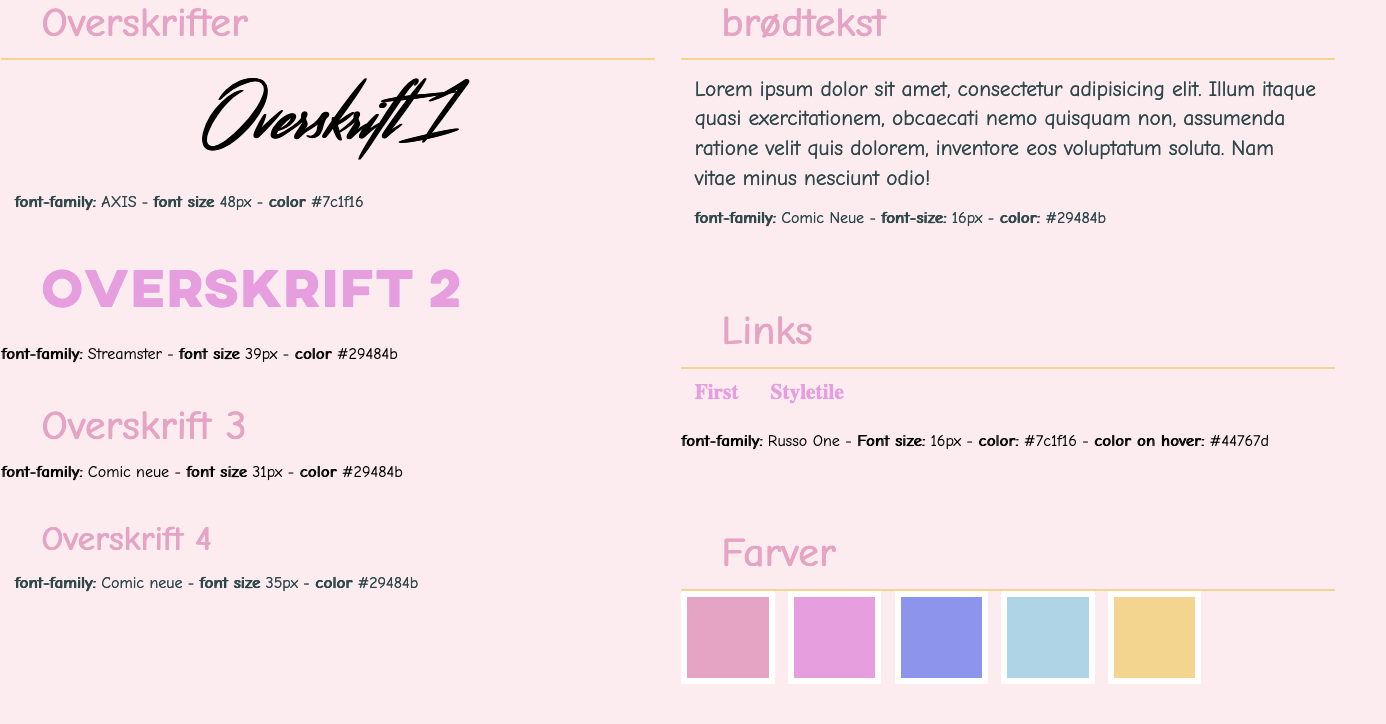 Overskrifter
Overskrift 1
font-family: AXIS - font size 48px - color #7c1f16
OVERSKRIFT 2
font-family: Streamster - font size 39px - color #29484b
Overskrift 3
font-family: Comic neue - font size 31px - color #29484b
Overskrift 4
font-family: Comic neue - font size 35px - color #29484b
brødtekst
Lorem ipsum dolor sit amet, consectetur adipisicing elit. Illum itaque
quasi exercitationem, obcaecati nemo quisquam non, assumenda
ratione velit quis dolorem, inventore eos voluptatum soluta. Nam
vitae minus nesciunt odio!
font-family: Comic Neue - font-size: 16px - color: #29484b
Links
First Styletile
font-family: Russo One - Font size: 16px - color: #7c1f16 - color on hover: #44767d
Farver